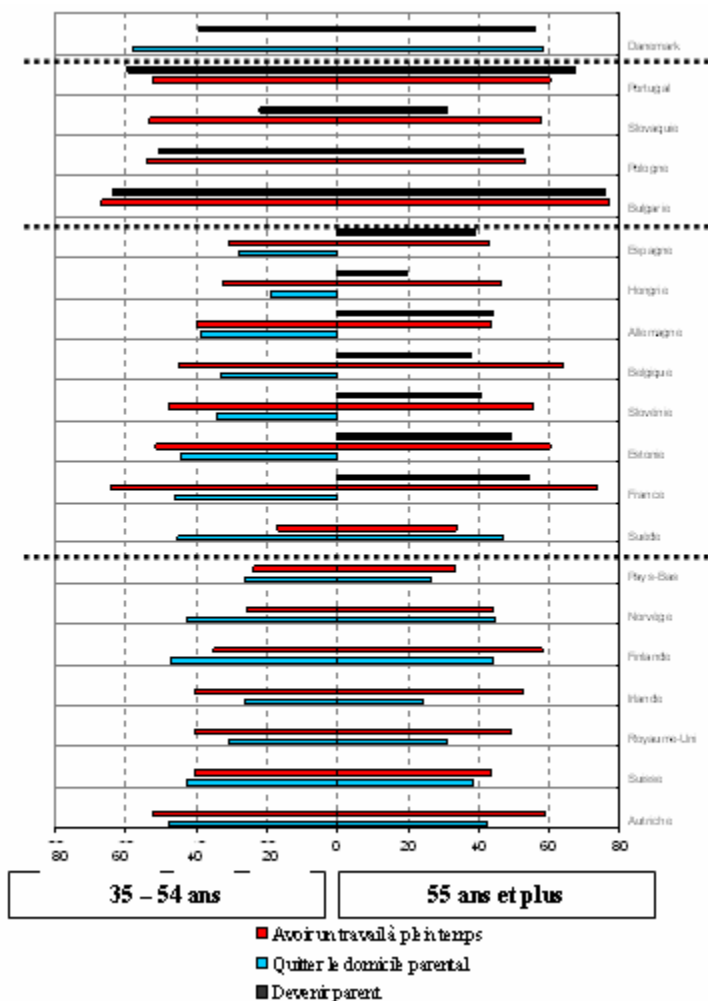 Danemark
Portugal
Slovaquie
Pologne
Bulgarie
Espagne
Hongrie
Allemagne
Belgique
Slovénie
Estonie
France
Suède
Pays-Bas
Norvège
Finlande
Irlande
Royaume-Uni
Suisse
Autriche
80 60 40 20 0 20 40 60 80
35 – 54 ans 55 ans et plus
Avoir un travail à plein temps
Quitter le domicile parental
Devenir parent